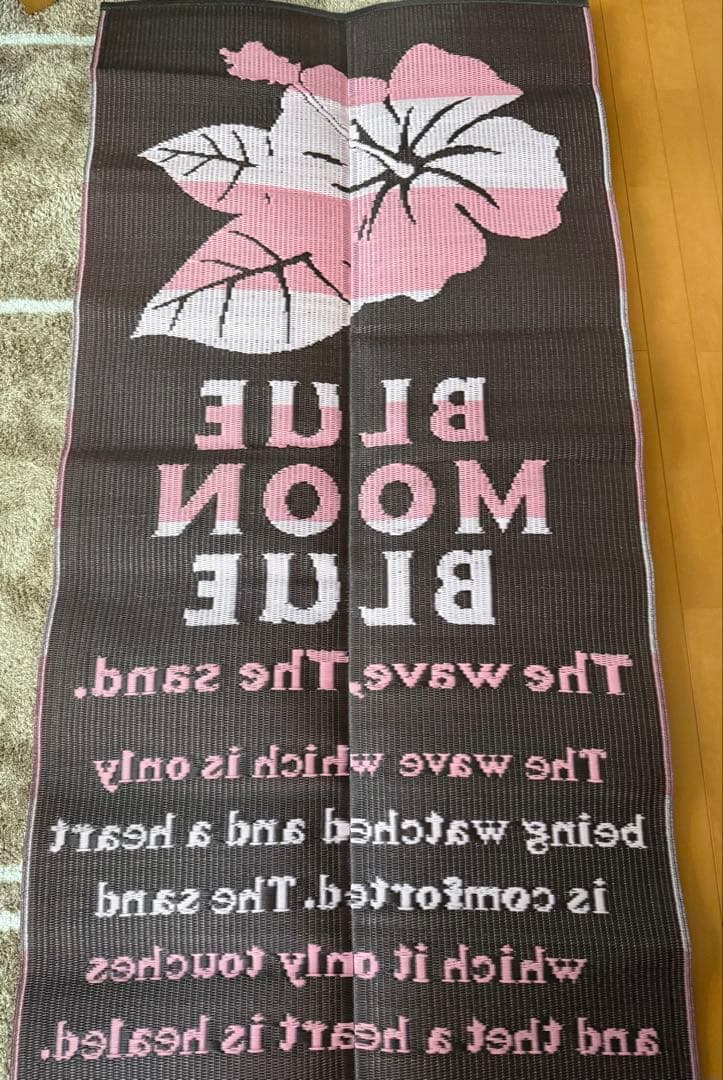 BLUE
MOON
BLUE
The wave, The sand.
The wave which is only
being watched and a heart
is comforted. The sand
which it only touches
and thet a heart is healed.